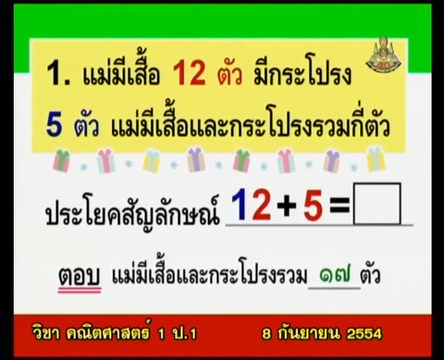 1. แม่มีเสื้อ 12 ตัว มีกระโปรง
5 ตัว แม่มีเสื้อและกระโปรงรวมกี่ตัว
ประโยคสัญลักษณ์ 12+5=
ตอบ แม่มีเสื้อและกระโปรงรวม ๑๗ ตัว
วิชา คณิตศาสตร์ 1 ป.1 8 กันยายน 2554